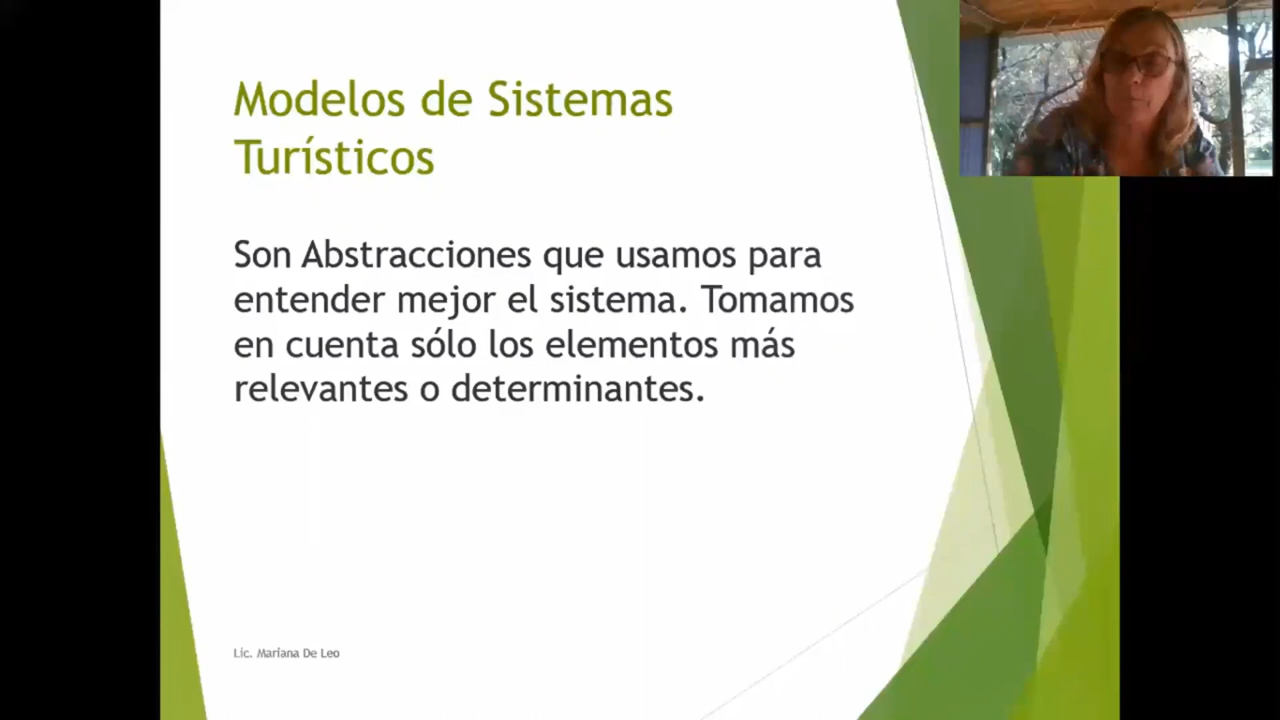 Modelos de Sistemas
Turísticos
Son Abstracciones que usamos para
entender mejor el sistema. Tomamos
en cuenta sólo los elementos más
relevantes o determinantes.
Lic. Mariana De Leo